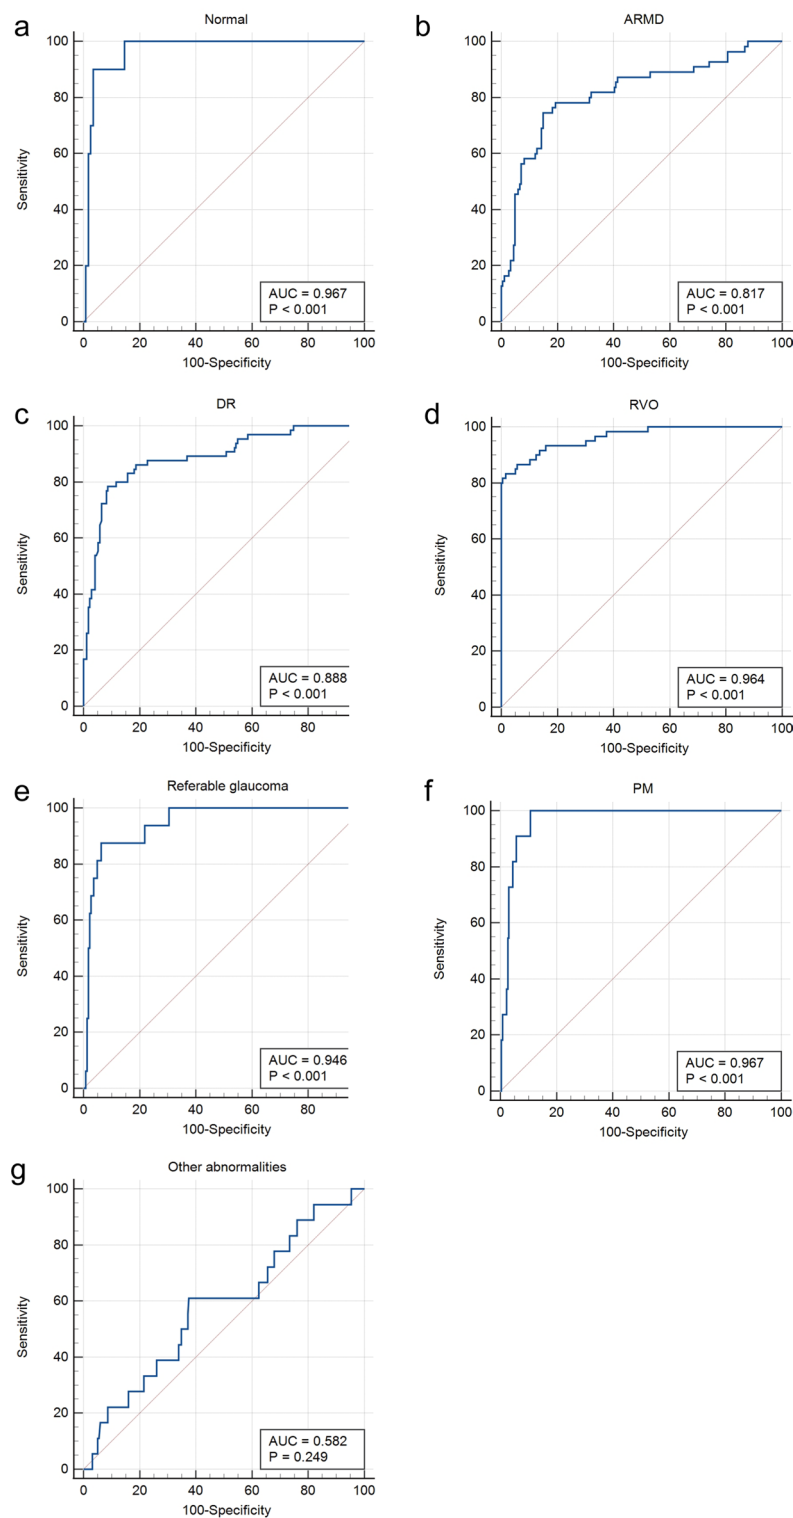 a
Normal
100
80
60
40
20
0
Sensitivity
AUC = 0.967
P < 0.001
0 20 40 60 80 100
100-Specificity
b
ARMD
100
80
60
40
20
0
Sensitivity
AUC = 0.817
P < 0.001
0 20 40 60 80 100
100-Specificity
c
DR
100
80
60
40
20
0
Sensitivity
AUC = 0.888
P < 0.001
0 20 40 60 80
100-Specificity
d
RVO
100
80
60
40
20
0
Sensitivity
AUC = 0.964
P < 0.001
0 20 40 60 80 100
100-Specificity
e
Referable glaucoma
100
80
60
40
20
0
Sensitivity
AUC = 0.946
P < 0.001
0 20 40 60 80
100-Specificity
f
PM
100
80
60
40
20
0
Sensitivity
AUC = 0.967
P < 0.001
0 20 40 60 80 100
100-Specificity
g
Other abnormalities
100
80
60
40
20
0
Sensitivity
AUC = 0.582
P = 0.249
0 20 40 60 80 100
100-Specificity